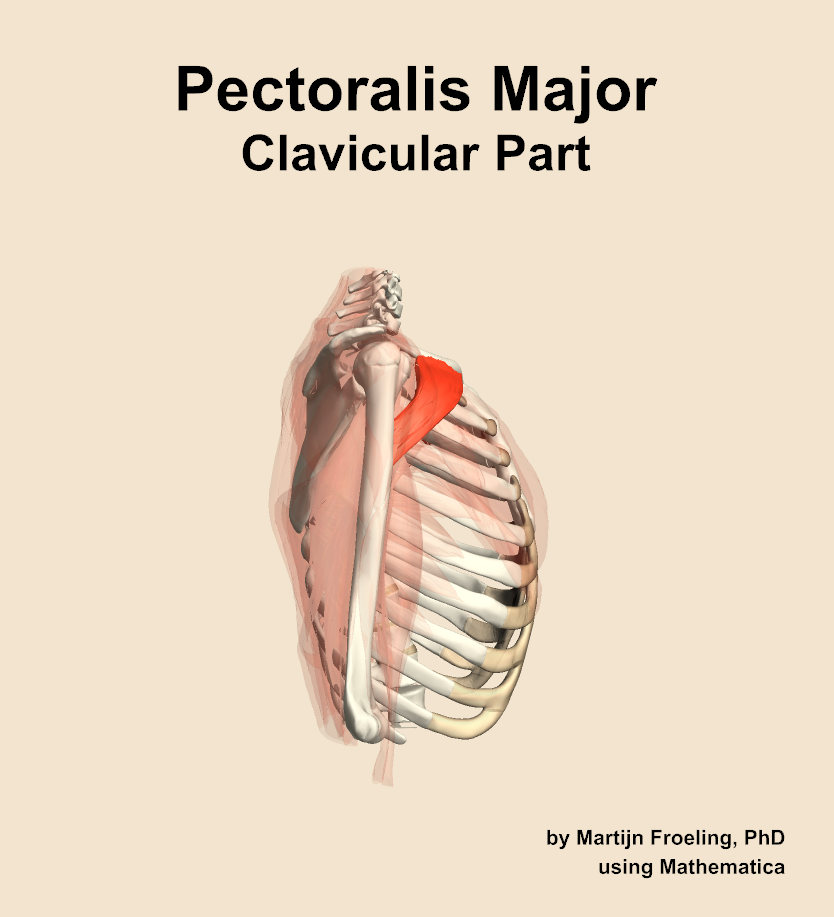 Pectoralis Major
Clavicular Part
by Martijn Froeling, PhD
using Mathematica